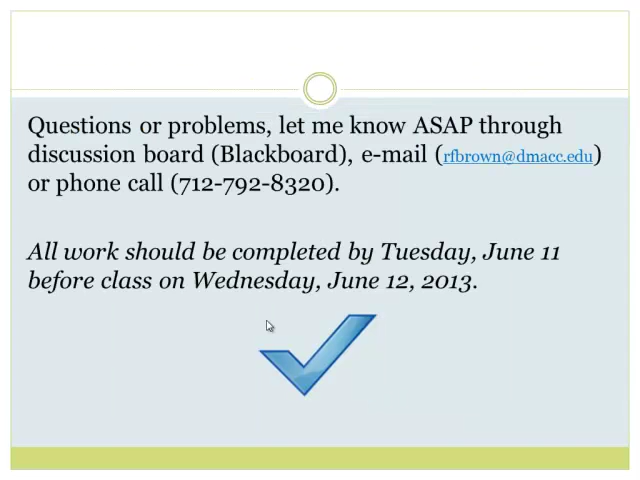 Questions or problems, let me know ASAP through
discussion board (Blackboard), e-mail (rfbrown@dmacc.edu)
or phone call (712-792-8320).
All work should be completed by Tuesday, June 11
before class on Wednesday, June 12, 2013.